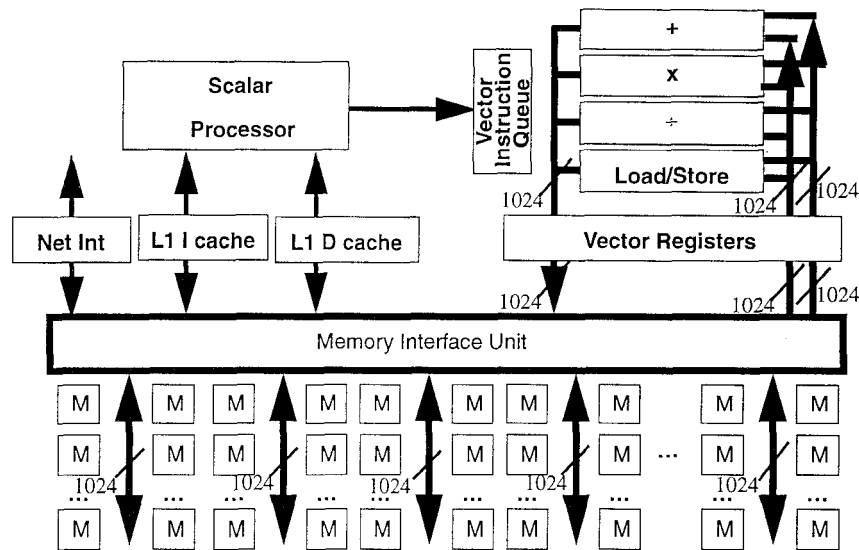 +
x
÷
Load/Store
Scalar
Processor
Vector
Instruction
Queue
1024
1024
1024
Net Int
L1 I cache
L1 D cache
Vector Registers
1024
1024
1024
Memory Interface Unit
M M M M M M M M M M
M M M M M M M M ... M M
1024 1024 1024 1024 1024
... ... ... ... ... ... ... ... ... ...
M M M M M M M M M M